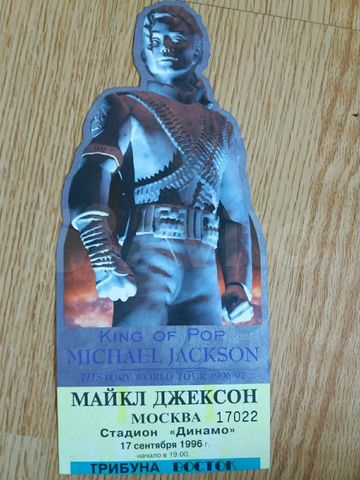 KING OF POP
MICHAEL JACKSON
HISTORY WORLD TOUR 1996/97
МАЙКЛ ДЖЕКСОН
МОСКВА 17022
Стадион «Динамо»
17 сентября 1996 г.
начало в 19.00
ТРИБУНА ВОСТОК